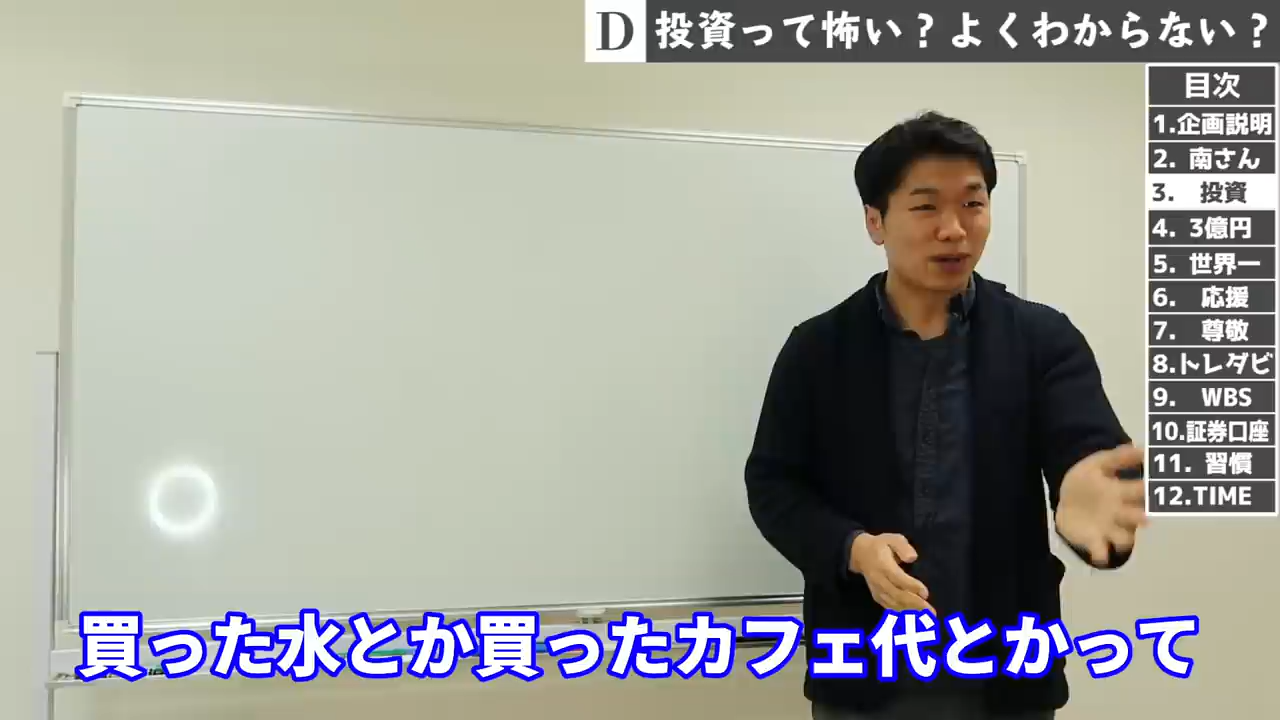 D 投資って怖い？よくわからない？
目次
1.企画説明
2. 南さん
3. 投資
4. 3億円
5. 世界一
6. 応援
7. 尊敬
8.トレダビ
9. WBS
10.証券口座
11. 習慣
12.TIME
買った水とか買ったカフェ代とかって